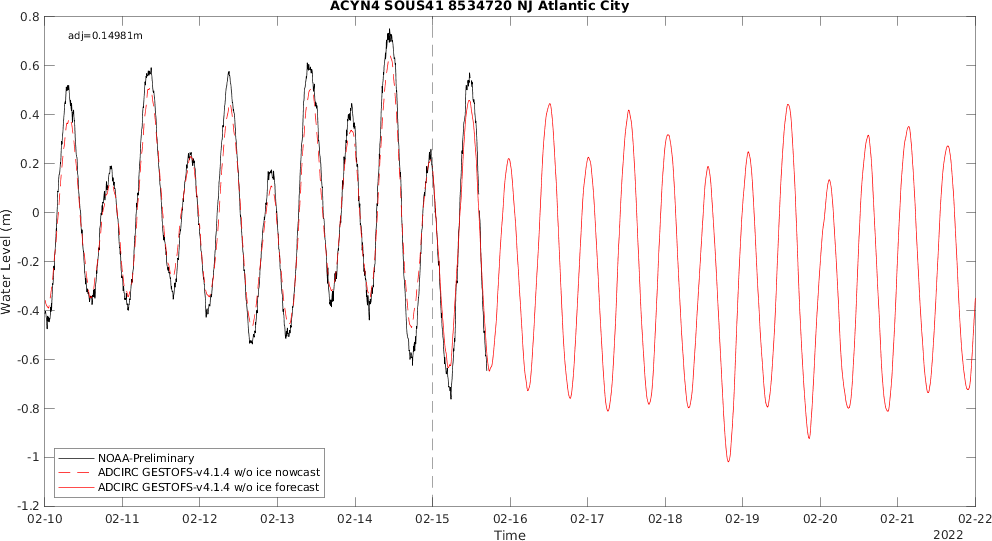 ACYN4 SOUS41 8534720 NJ Atlantic City
adj=0.14981m
0.8
0.6
0.4
0.2
0
-0.2
-0.4
-0.6
-0.8
-1
-1.2
Water Level (m)
NOAA-Preliminary
ADCIRC GESTOFS-v4.1.4 w/o ice nowcast
ADCIRC GESTOFS-v4.1.4 w/o ice forecast
02-10 02-11 02-12 02-13 02-14 02-15 02-16 02-17 02-18 02-19 02-20 02-21 02-22
Time
2022